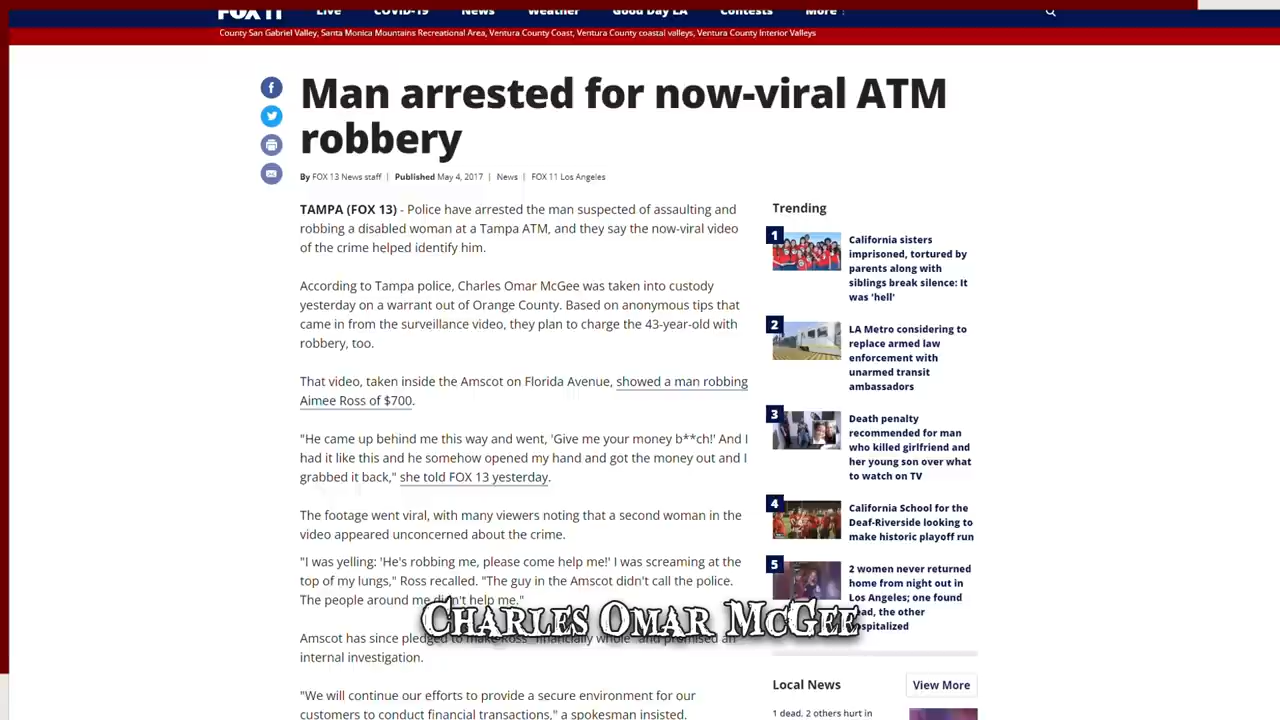 FOX 11 Live COVID-19 News Weather Good Day LA Contests More
County San Gabriel Valley, Santa Monica Mountains Recreational Area, Ventura County Coast, Ventura County coastal valleys, Ventura County Interior Valleys
Man arrested for now-viral ATM
robbery
By FOX 13 News staff | Published May 4, 2017 | News | FOX 11 Los Angeles
TAMPA (FOX 13) - Police have arrested the man suspected of assaulting and
robbing a disabled woman at a Tampa ATM, and they say the now-viral video
of the crime helped identify him.
According to Tampa police, Charles Omar McGee was taken into custody
yesterday on a warrant out of Orange County. Based on anonymous tips that
came in from the surveillance video, they plan to charge the 43-year-old with
robbery, too.
That video, taken inside the Amscot on Florida Avenue, showed a man robbing
Aimee Ross of $700.
"He came up behind me this way and went, 'Give me your money b**ch!' And I
had it like this and he somehow opened my hand and got the money out and I
grabbed it back," she told FOX 13 yesterday.
The footage went viral, with many viewers noting that a second woman in the
video appeared unconcerned about the crime.
"I was yelling: 'He's robbing me, please come help me!' I was screaming at the
top of my lungs," Ross recalled. "The guy in the Amscot didn't call the police.
The people around me didn't help me."
Charles Omar McGee
Amscot has since pledged to make Ross "financially whole" and promised an
internal investigation.
"We will continue our efforts to provide a secure environment for our
customers to conduct financial transactions," a spokesman insisted.
Trending
1
California sisters
imprisoned, tortured by
parents along with
siblings break silence: It
was 'hell'
2
LA Metro considering to
replace armed law
enforcement with
unarmed transit
ambassadors
3
Death penalty
recommended for man
who killed girlfriend and
her young son over what
to watch on TV
4
California School for the
Deaf-Riverside looking to
make historic playoff run
5
2 women never returned
home from night out in
Los Angeles; one found
dead, the other
hospitalized
Local News View More
1 dead, 2 others hurt in